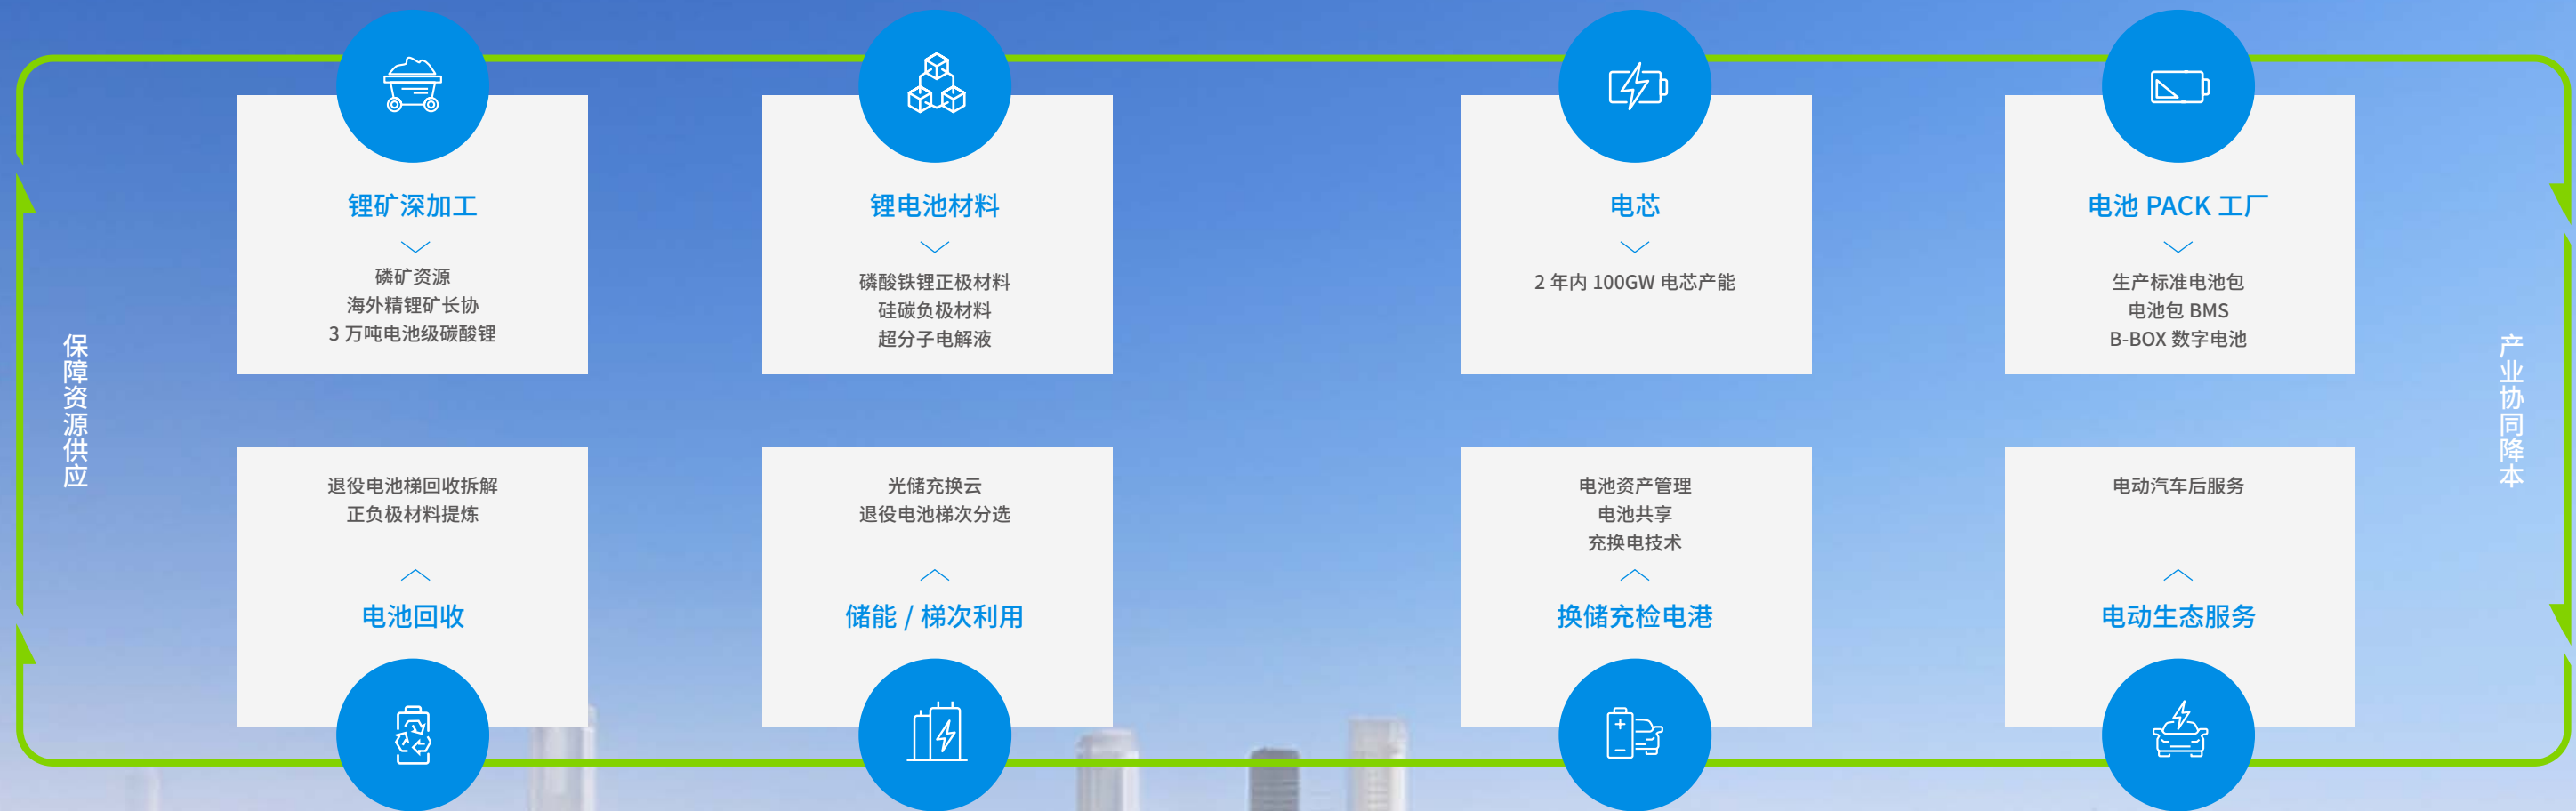 保障资源供应
锂矿深加工
磷矿资源
海外精锂矿长协
3 万吨电池级碳酸锂
锂电池材料
磷酸铁锂正极材料
硅碳负极材料
超分子电解液
电芯
2 年内 100GW 电芯产能
电池 PACK 工厂
生产标准电池包
电池包 BMS
B-BOX 数字电池
产业协同降本
退役电池梯回收拆解
正负极材料提炼
电池回收
光储充换云
退役电池梯次分选
储能 / 梯次利用
电池资产管理
电池共享
充换电技术
换储充检电港
电动汽车后服务
电动生态服务